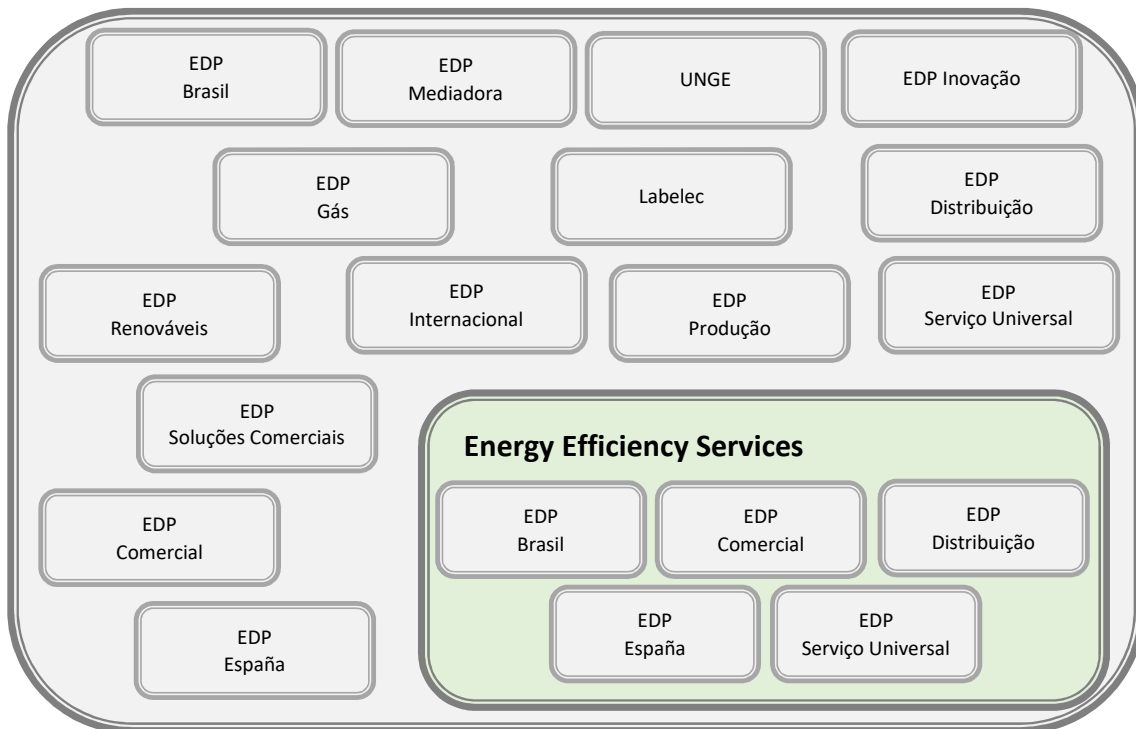 EDP
Brasil
EDP
Mediadora
UNGE
EDP Inovação
EDP
Gás
Labelec
EDP
Distribuição
EDP
Renováveis
EDP
Internacional
EDP
Produção
EDP
Serviço Universal
EDP
Soluções Comerciais
Energy Efficiency Services
EDP
Brasil
EDP
Comercial
EDP
Distribuição
EDP
Comercial
EDP
España
EDP
Serviço Universal
EDP
España